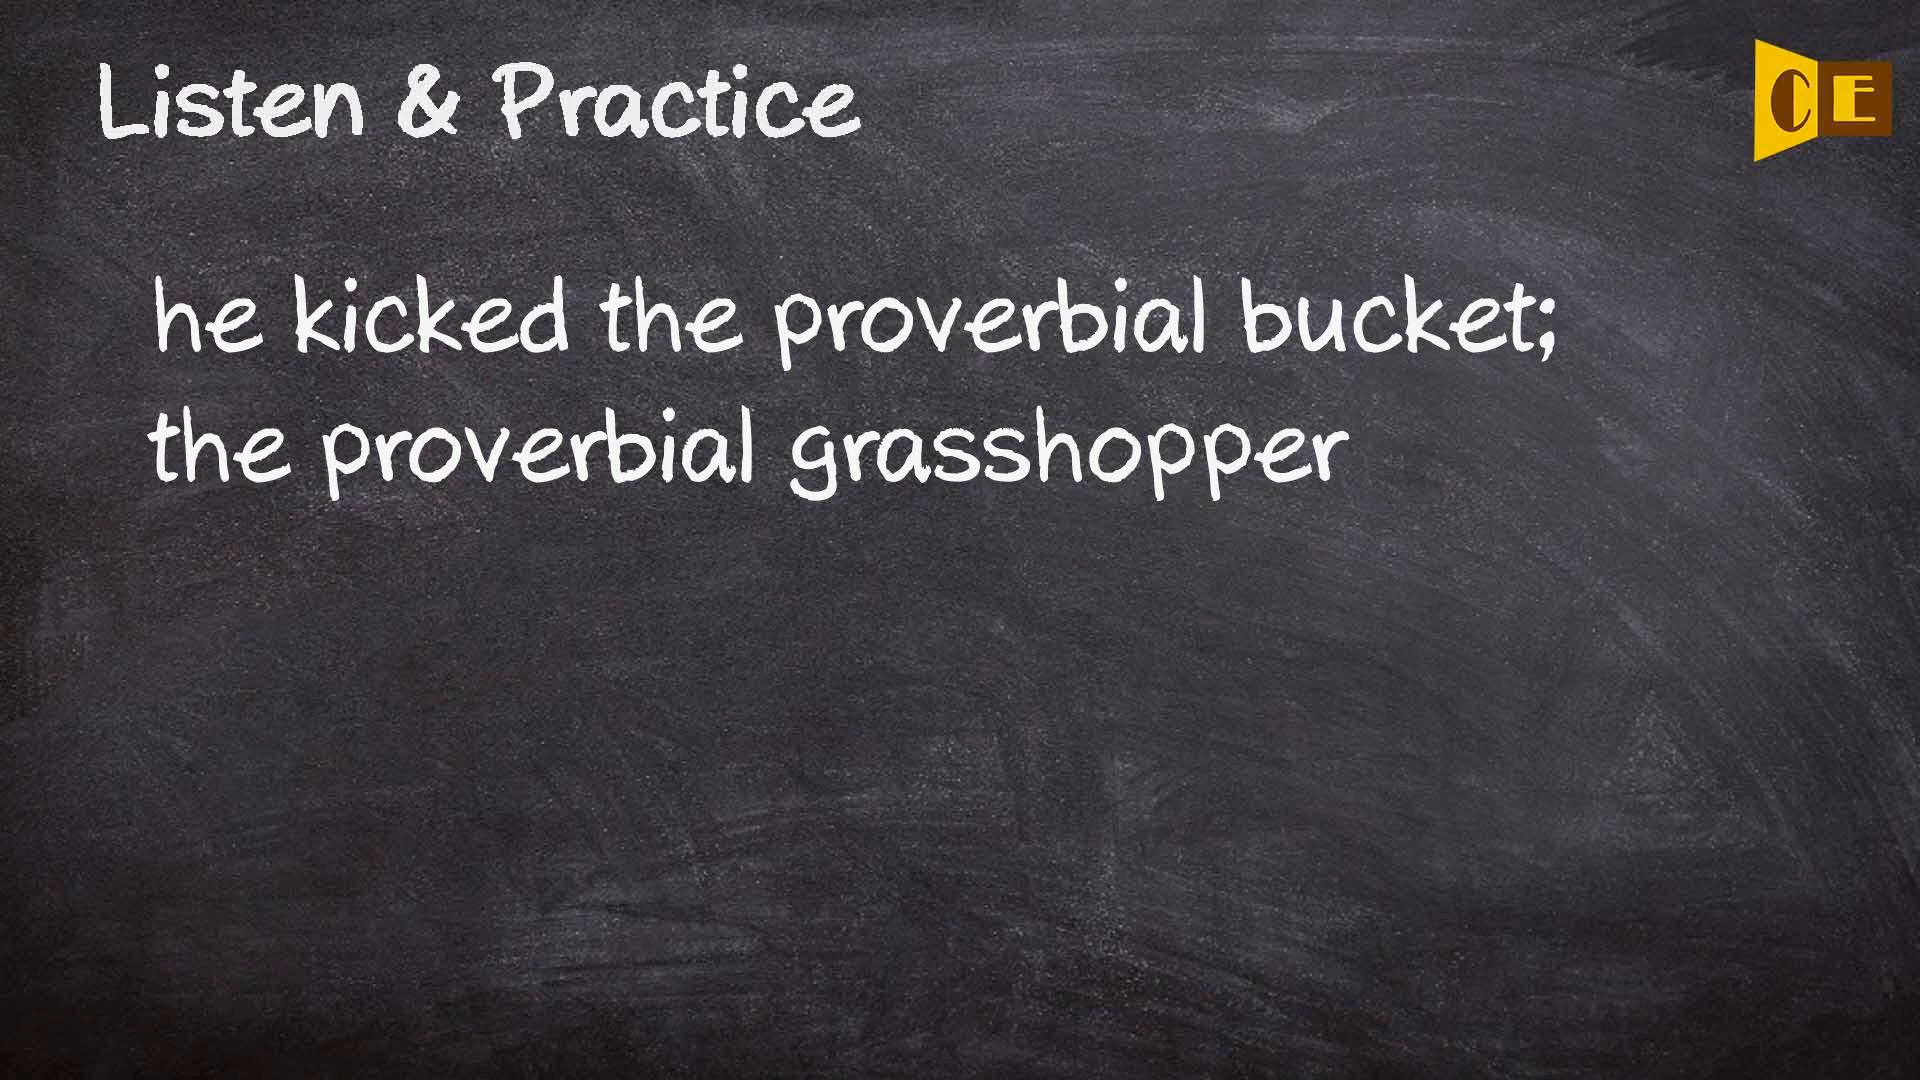 Listen & Practice
CE
he kicked the proverbial bucket;
the proverbial grasshopper